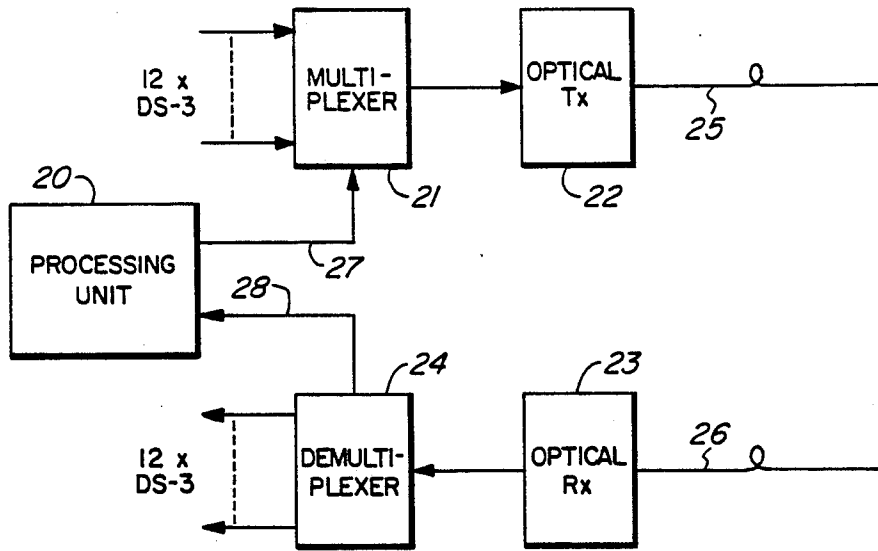 12 x
DS-3
MULTI-
PLEXER
OPTICAL
Tx
25
21
22
20
PROCESSING
UNIT
27
28
24
23
12 x
DS-3
DEMULTI-
PLEXER
OPTICAL
Rx
26